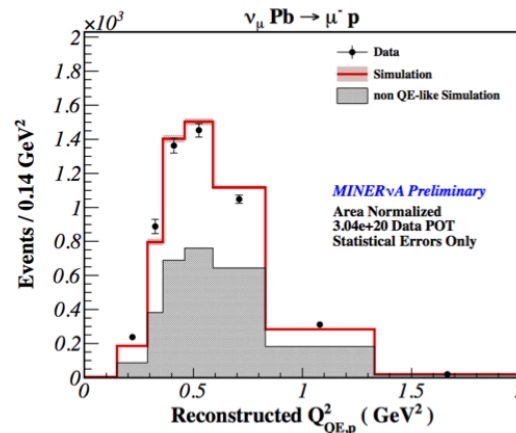 ν_μ Pb → μ⁻ p
×10³
2
1.8
1.6
1.4
1.2
1
0.8
0.6
0.4
0.2
0
Events / 0.14 GeV²
Data
Simulation
non QE-like Simulation
MINERνA Preliminary
Area Normalized
3.04e+20 Data POT
Statistical Errors Only
0 0.5 1 1.5 2
Reconstructed Q²_QE,p ( GeV² )